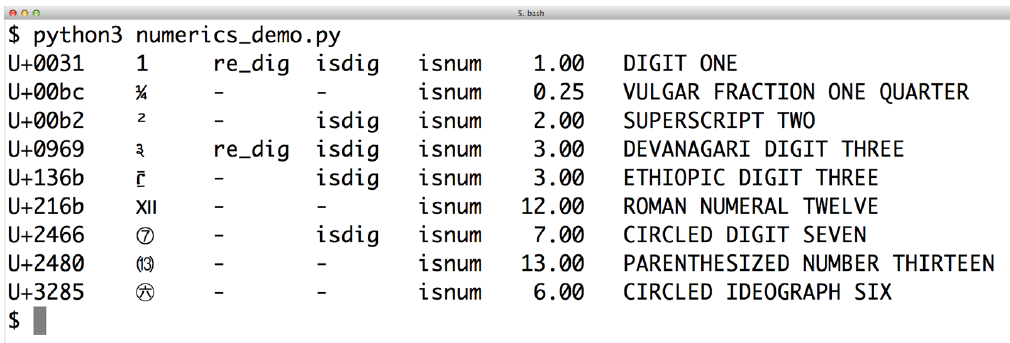 5. bash
$ python3 numerics_demo.py
U+0031 1 re_dig isdig isnum 1.00 DIGIT ONE
U+00bc ¼ - - isnum 0.25 VULGAR FRACTION ONE QUARTER
U+00b2 ² - isdig isnum 2.00 SUPERSCRIPT TWO
U+0969 ३ re_dig isdig isnum 3.00 DEVANAGARI DIGIT THREE
U+136b ፫ - isdig isnum 3.00 ETHIOPIC DIGIT THREE
U+216b Ⅻ - - isnum 12.00 ROMAN NUMERAL TWELVE
U+2466 ⑦ - isdig isnum 7.00 CIRCLED DIGIT SEVEN
U+2480 ⒀ - - isnum 13.00 PARENTHESIZED NUMBER THIRTEEN
U+3285 ㊅ - - isnum 6.00 CIRCLED IDEOGRAPH SIX
$